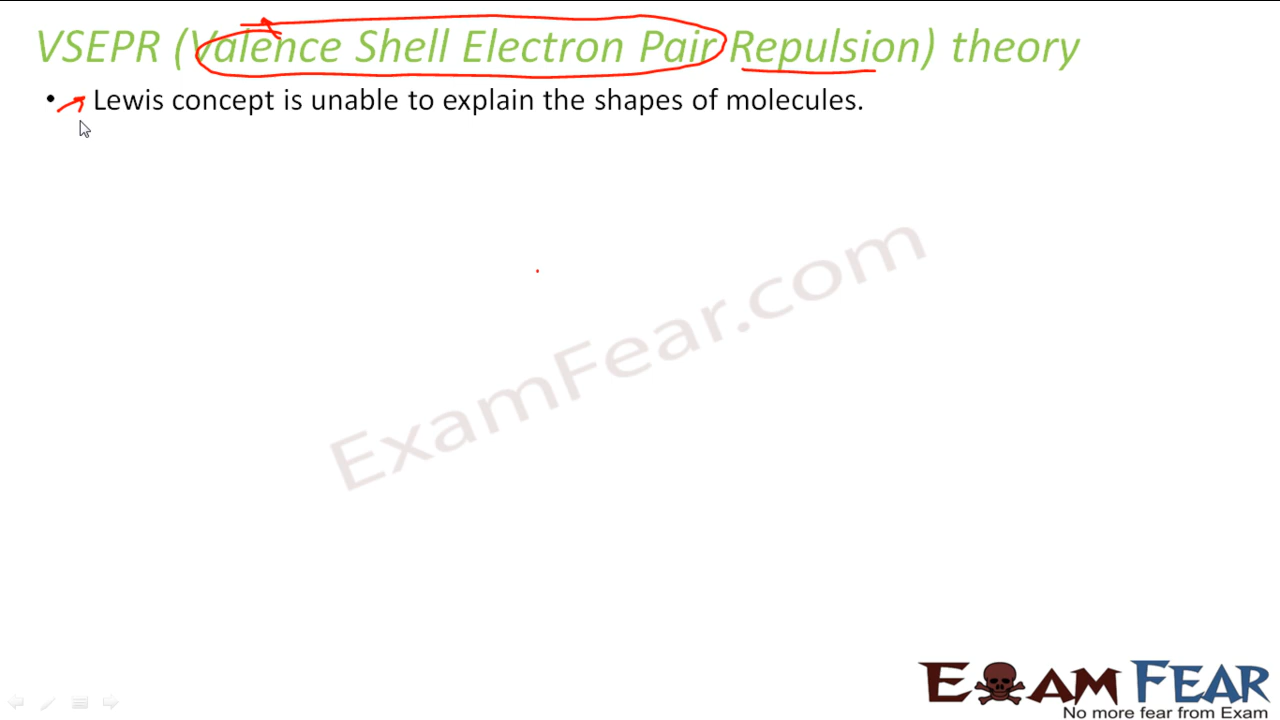 VSEPR (Valence Shell Electron Pair Repulsion) theory
• Lewis concept is unable to explain the shapes of molecules.
ExamFear.com
EXAM FEAR
No more fear from Exam